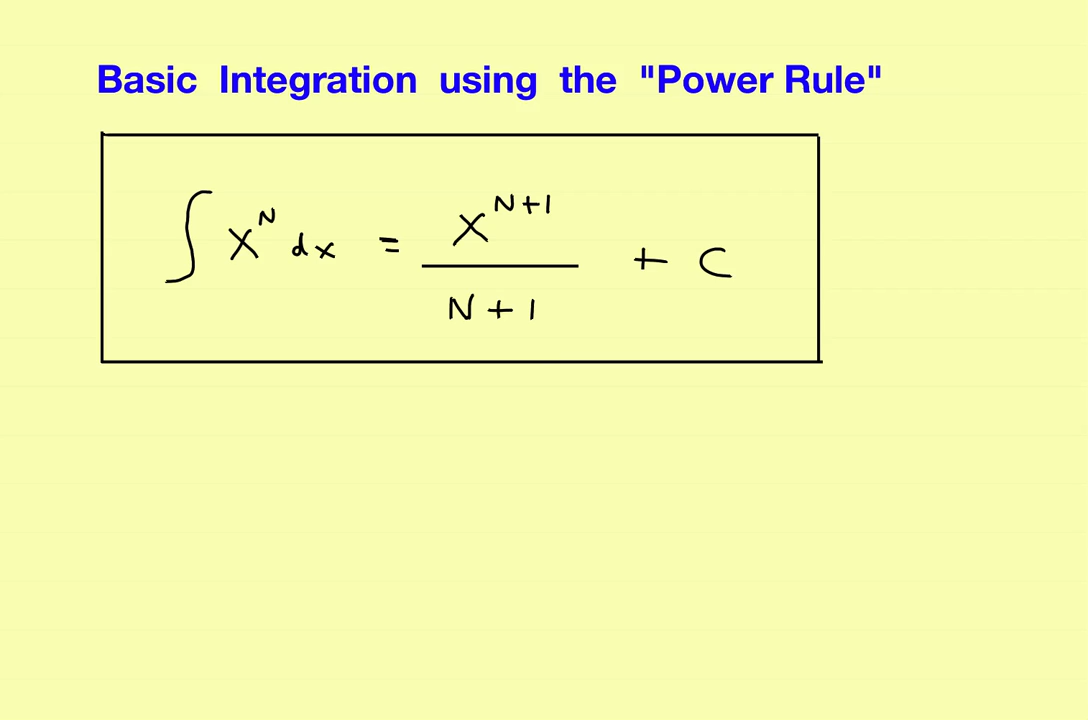 Basic Integration using the "Power Rule"
∫ x^N dx = x^(N+1) / (N+1) + C